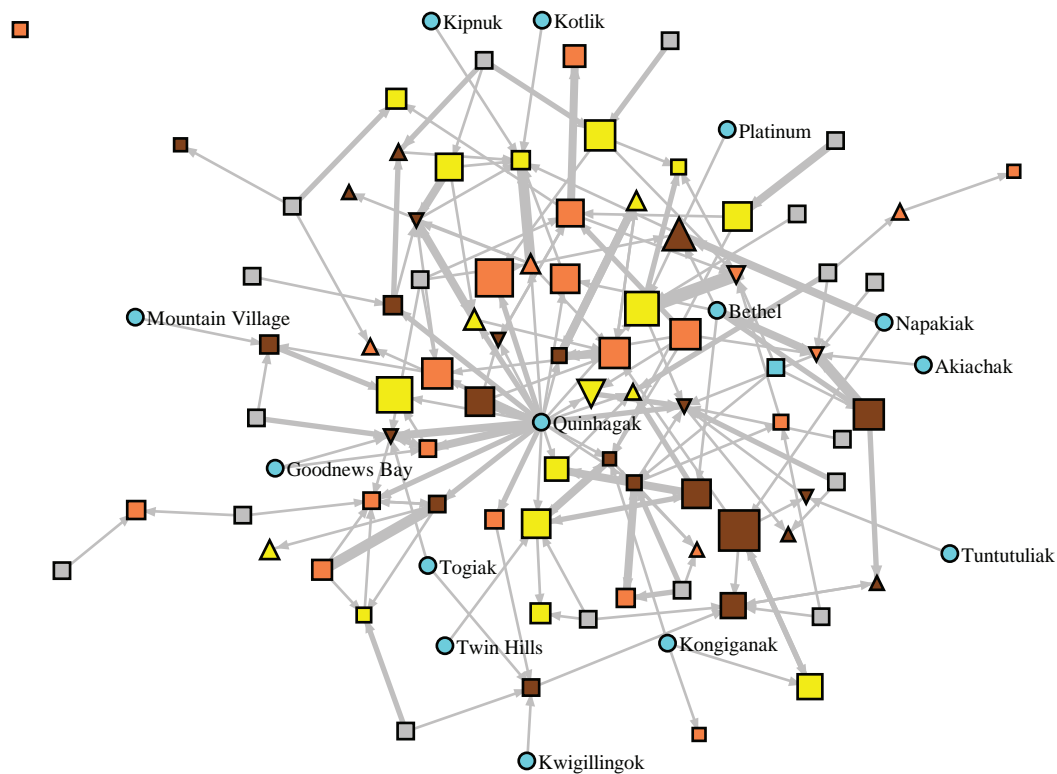 Kipnuk
Kotlik
Platinum
Mountain Village
Bethel
Napakiak
Akiachak
Quinhagak
Goodnews Bay
Togiak
Tuntutuliak
Twin Hills
Kongiganak
Kwigillingok